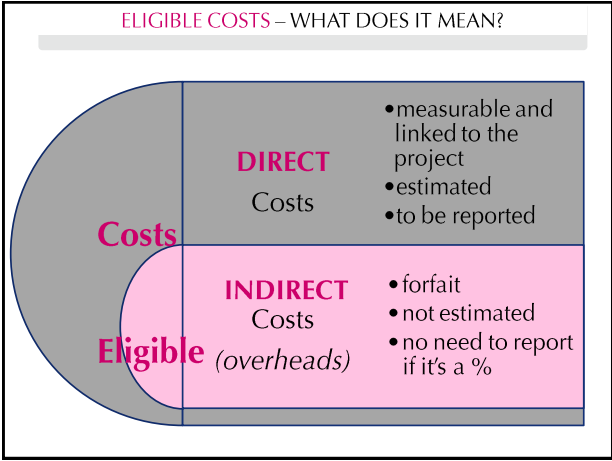 ELIGIBLE COSTS – WHAT DOES IT MEAN?
DIRECT
Costs
•measurable and
linked to the
project
•estimated
•to be reported
Costs
Eligible
INDIRECT
Costs
(overheads)
•forfait
•not estimated
•no need to report
if it's a %